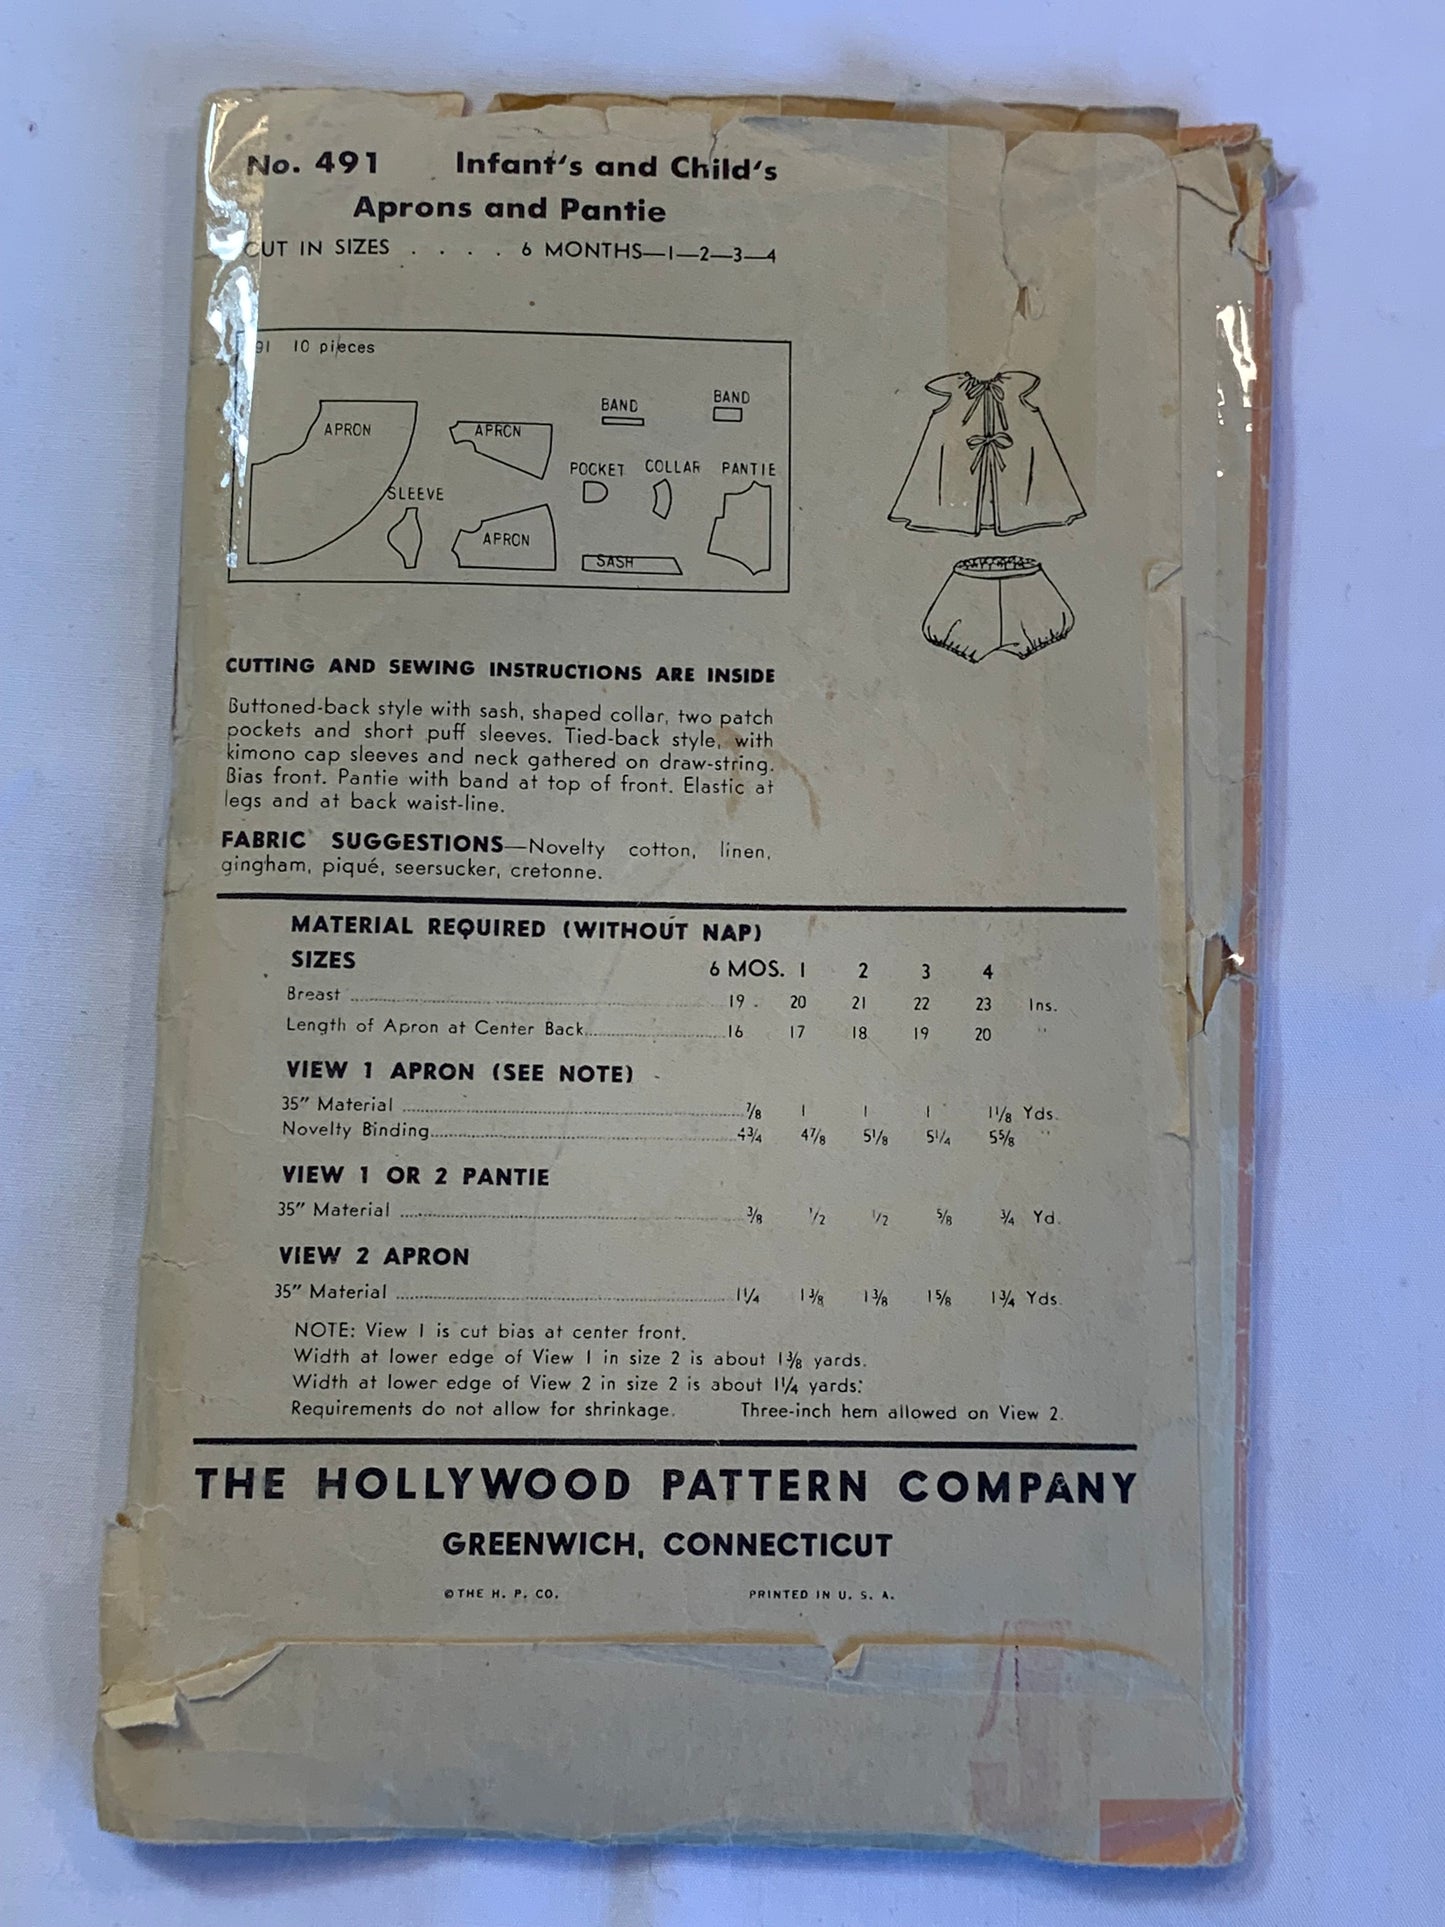 No. 491 Infant's and Child's
Aprons and Pantie
CUT IN SIZES . . . . 6 MONTHS—1—2—3—4
91 10 pieces
APRON
APRON
BAND
BAND
SLEEVE
POCKET
COLLAR
PANTIE
APRON
SASH
CUTTING AND SEWING INSTRUCTIONS ARE INSIDE
Buttoned-back style with sash, shaped collar, two patch
pockets and short puff sleeves. Tied-back style, with
kimono cap sleeves and neck gathered on draw-string.
Bias front. Pantie with band at top of front. Elastic at
legs and at back waist-line.
FABRIC SUGGESTIONS—Novelty cotton, linen,
gingham, piqué, seersucker, cretonne.
MATERIAL REQUIRED (WITHOUT NAP)
SIZES 6 MOS. 1 2 3 4
Breast 19 20 21 22 23 Ins.
Length of Apron at Center Back 16 17 18 19 20 "
VIEW 1 APRON (SEE NOTE)
35" Material 7/8 1 1 1 1 1/8 Yds.
Novelty Binding 4 3/4 4 7/8 5 1/8 5 1/4 5 5/8 "
VIEW 1 OR 2 PANTIE
35" Material 3/8 1/2 1/2 5/8 3/4 Yd.
VIEW 2 APRON
35" Material 1 1/4 1 3/8 1 3/8 1 5/8 1 3/4 Yds.
NOTE: View 1 is cut bias at center front.
Width at lower edge of View 1 in size 2 is about 1 3/8 yards.
Width at lower edge of View 2 in size 2 is about 1 1/4 yards.
Requirements do not allow for shrinkage. Three-inch hem allowed on View 2.
THE HOLLYWOOD PATTERN COMPANY
GREENWICH, CONNECTICUT
©THE H. P. CO. PRINTED IN U. S. A.